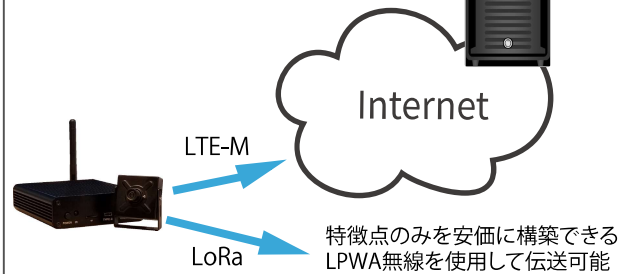 Internet
LTE-M
LoRa
特徴点のみを安価に構築できる
LPWA無線を使用して伝送可能